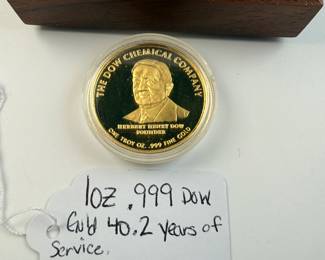 THE DOW CHEMICAL COMPANY
HERBERT HENRY DOW
FOUNDER
ONE TROY OZ. .999 FINE GOLD
1oz .999 Dow
Gold 40.2 years of
Service.